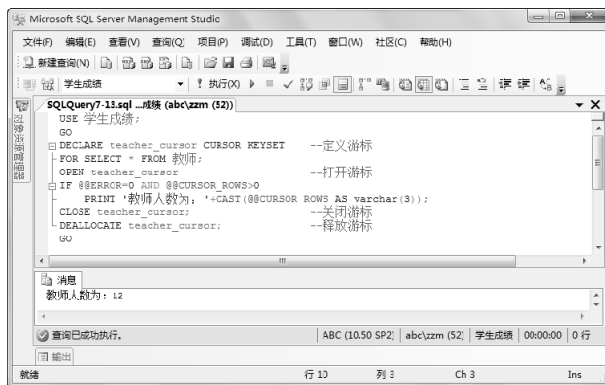 Microsoft SQL Server Management Studio
文件(F) 编辑(E) 查看(V) 查询(Q) 项目(P) 调试(D) 工具(T) 窗口(W) 社区(C) 帮助(H)
新建查询(N)
学生成绩 执行(X)
对象资源管理器
SQLQuery7-13.sql ...成绩 (abc\zzm (52))
USE 学生成绩;
GO
DECLARE teacher_cursor CURSOR KEYSET --定义游标
FOR SELECT * FROM 教师;
OPEN teacher_cursor --打开游标
IF @@ERROR=0 AND @@CURSOR_ROWS>0
PRINT '教师人数为: '+CAST(@@CURSOR_ROWS AS varchar(3));
CLOSE teacher_cursor; --关闭游标
DEALLOCATE teacher_cursor; --释放游标
GO
消息
教师人数为: 12
查询已成功执行。 ABC (10.50 SP2) abc\zzm (52) 学生成绩 00:00:00 0 行
输出
就绪 行 10 列 3 Ch 3 Ins